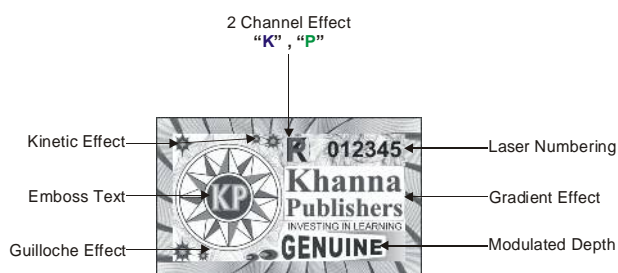 2 Channel Effect
“K” , “P”
Kinetic Effect
Emboss Text
Guilloche Effect
K 012345
KP
Khanna
Publishers
INVESTING IN LEARNING
GENUINE
Laser Numbering
Gradient Effect
Modulated Depth